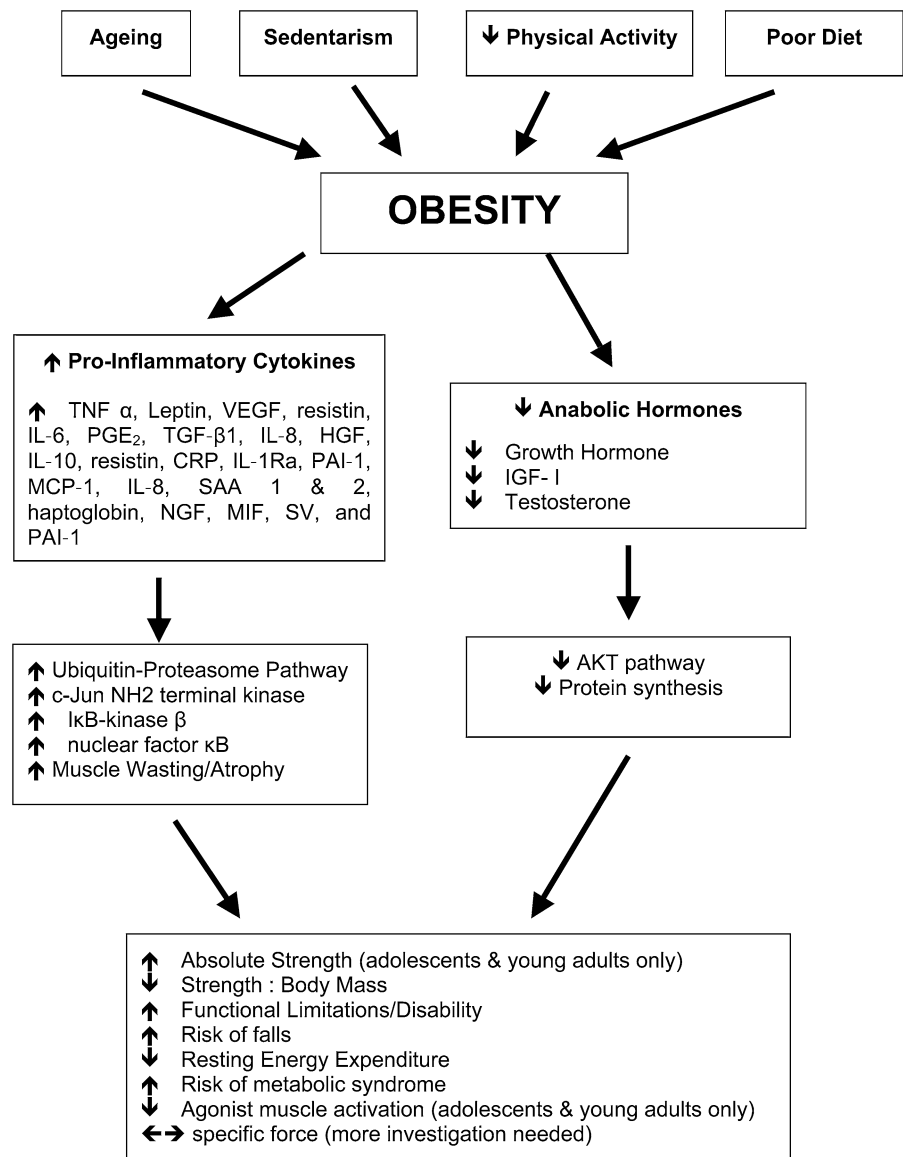 Ageing
Sedentarism
↓ Physical Activity
Poor Diet
OBESITY
↑ Pro-Inflammatory Cytokines
↑ TNF α, Leptin, VEGF, resistin,
IL-6, PGE₂, TGF-β1, IL-8, HGF,
IL-10, resistin, CRP, IL-1Ra, PAI-1,
MCP-1, IL-8, SAA 1 & 2,
haptoglobin, NGF, MIF, SV, and
PAI-1
↓ Anabolic Hormones
↓ Growth Hormone
↓ IGF- I
↓ Testosterone
↑ Ubiquitin-Proteasome Pathway
↑ c-Jun NH2 terminal kinase
↑ IκB-kinase β
↑ nuclear factor κB
↑ Muscle Wasting/Atrophy
↓ AKT pathway
↓ Protein synthesis
↑ Absolute Strength (adolescents & young adults only)
↓ Strength : Body Mass
↑ Functional Limitations/Disability
↑ Risk of falls
↓ Resting Energy Expenditure
↑ Risk of metabolic syndrome
↓ Agonist muscle activation (adolescents & young adults only)
←→ specific force (more investigation needed)